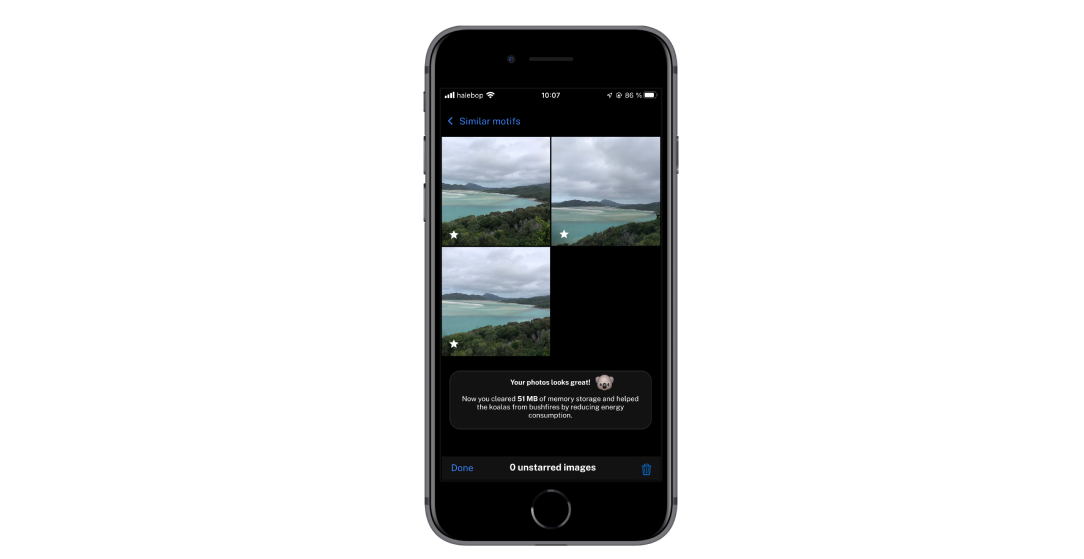 halebop 10:07 86 %
Similar motifs
Your photos looks great!
Now you cleared 51 MB of memory storage and helped
the koalas from bushfires by reducing energy
consumption.
Done 0 unstarred images